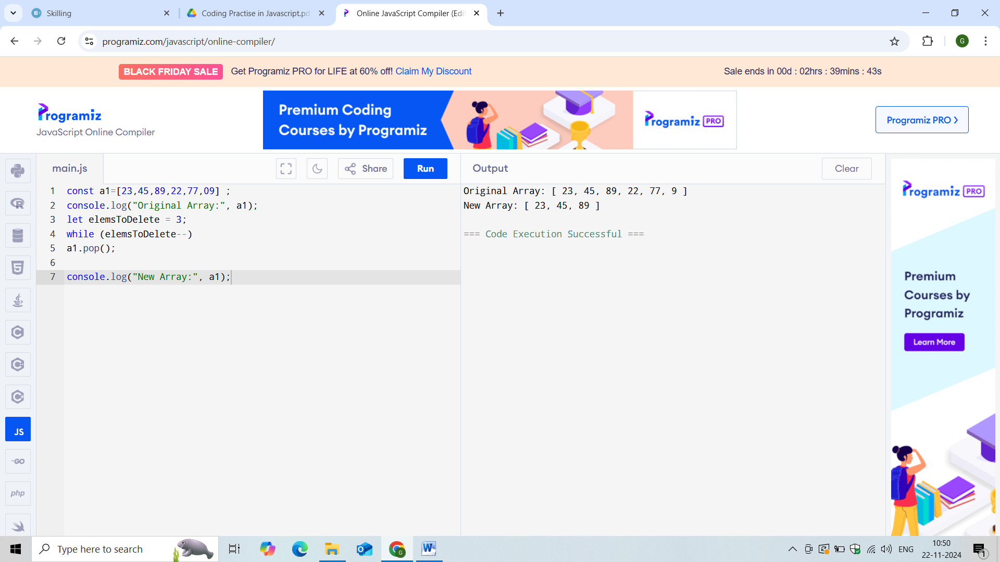 Skilling
Coding Practise in Javascript.pd
Online JavaScript Compiler (Edi
programiz.com/javascript/online-compiler/
G
BLACK FRIDAY SALE Get Programiz PRO for LIFE at 60% off! Claim My Discount Sale ends in 00d : 02hrs : 39mins : 43s
Programiz
JavaScript Online Compiler
Premium Coding
Courses by Programiz
Programiz PRO
Programiz PRO
main.js
Share
Run
Output
Clear
1 const a1=[23,45,89,22,77,09] ;
2 console.log("Original Array:", a1);
3 let elemsToDelete = 3;
4 while (elemsToDelete--)
5 a1.pop();
6
7 console.log("New Array:", a1);
Original Array: [ 23, 45, 89, 22, 77, 9 ]
New Array: [ 23, 45, 89 ]
=== Code Execution Successful ===
JS
GO
php
Programiz PRO
Premium
Courses by
Programiz
Learn More
Type here to search
ENG
10:50
22-11-2024
1